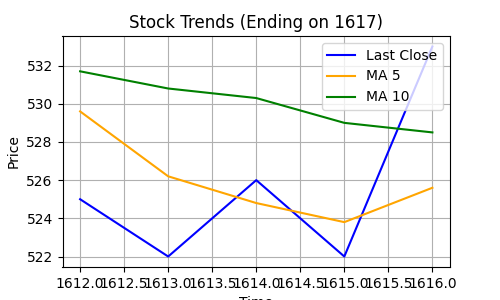 Stock Trends (Ending on 1617)
Last Close
MA 5
MA 10
Price
532
530
528
526
524
522
1612.0 1612.5 1613.0 1613.5 1614.0 1614.5 1615.0 1615.5 1616.0
Time